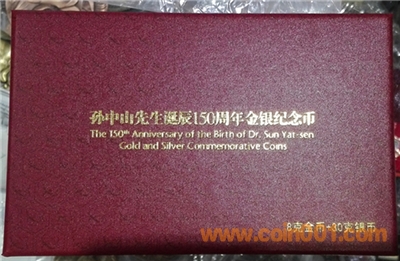 孙中山先生诞辰150周年金银纪念币
The 150th Anniversary of the Birth of Dr. Sun Yat-sen
Gold and Silver Commemorative Coins
8克金币+30克银币
www.coin001.com